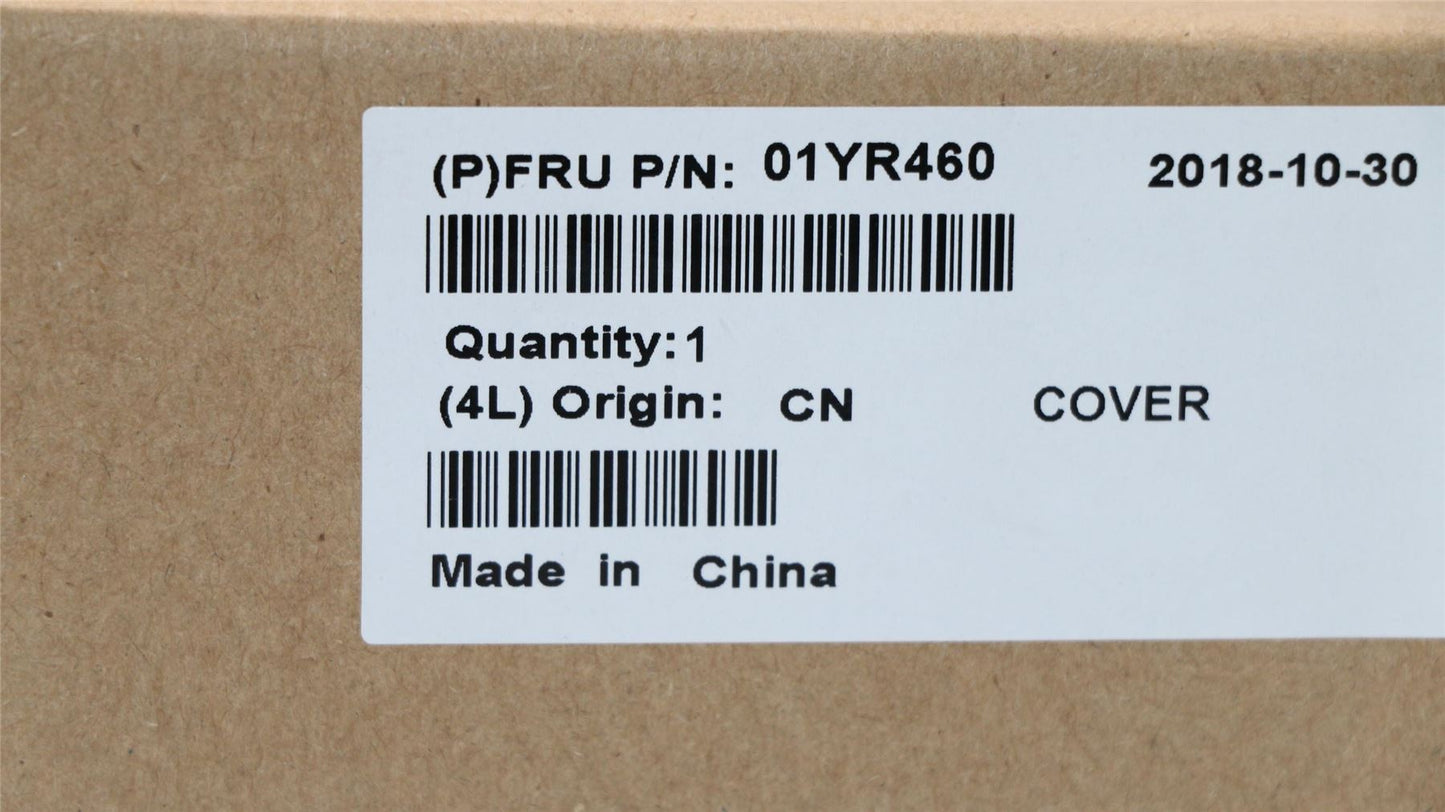 (P)FRU P/N: 01YR460 2018-10-30
Quantity:1
(4L) Origin: CN COVER
Made in China